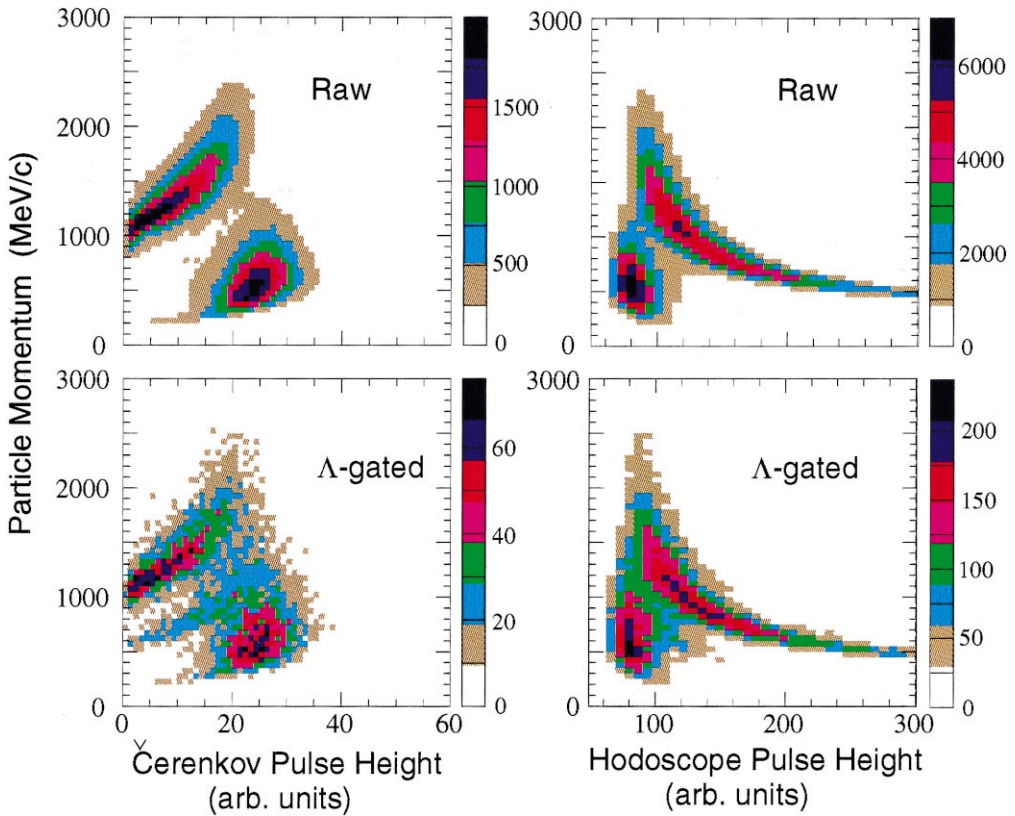 3000
2000
1000
0
Raw
1500
1000
500
0
3000
0
Raw
6000
4000
2000
0
Particle Momentum (MeV/c)
3000
2000
1000
0
Λ-gated
60
40
20
0
0 20 40 60
Čerenkov Pulse Height
(arb. units)
3000
0
Λ-gated
200
150
100
50
0
100 200 300
Hodoscope Pulse Height
(arb. units)